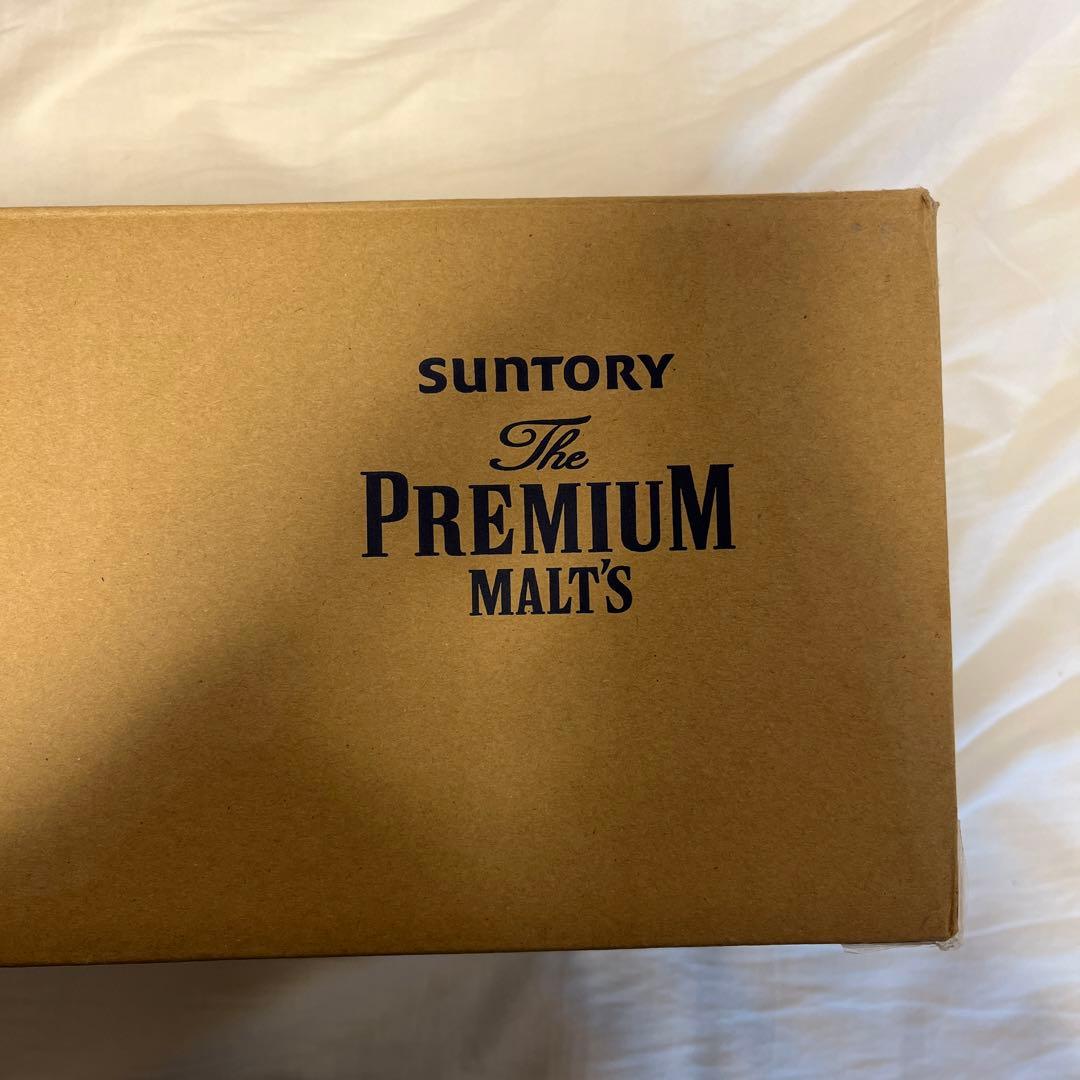 SUNTORY
The
PREMIUM
MALT'S